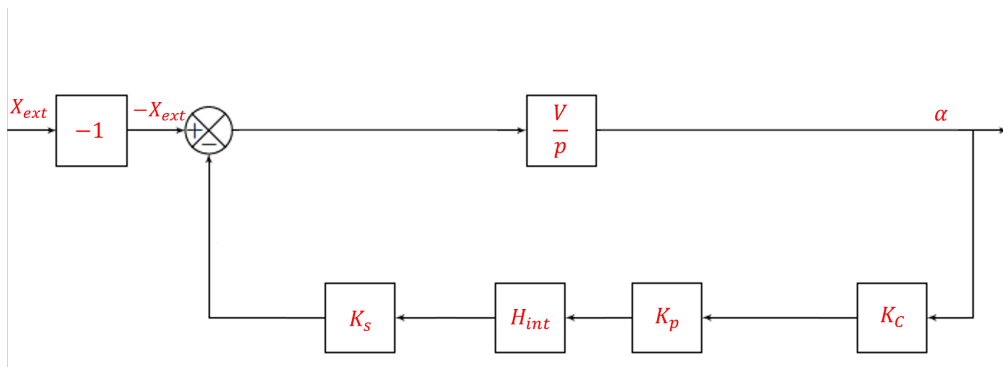 X_ext
-1
-X_ext
+
−
V
p
α
K_s
H_int
K_p
K_C